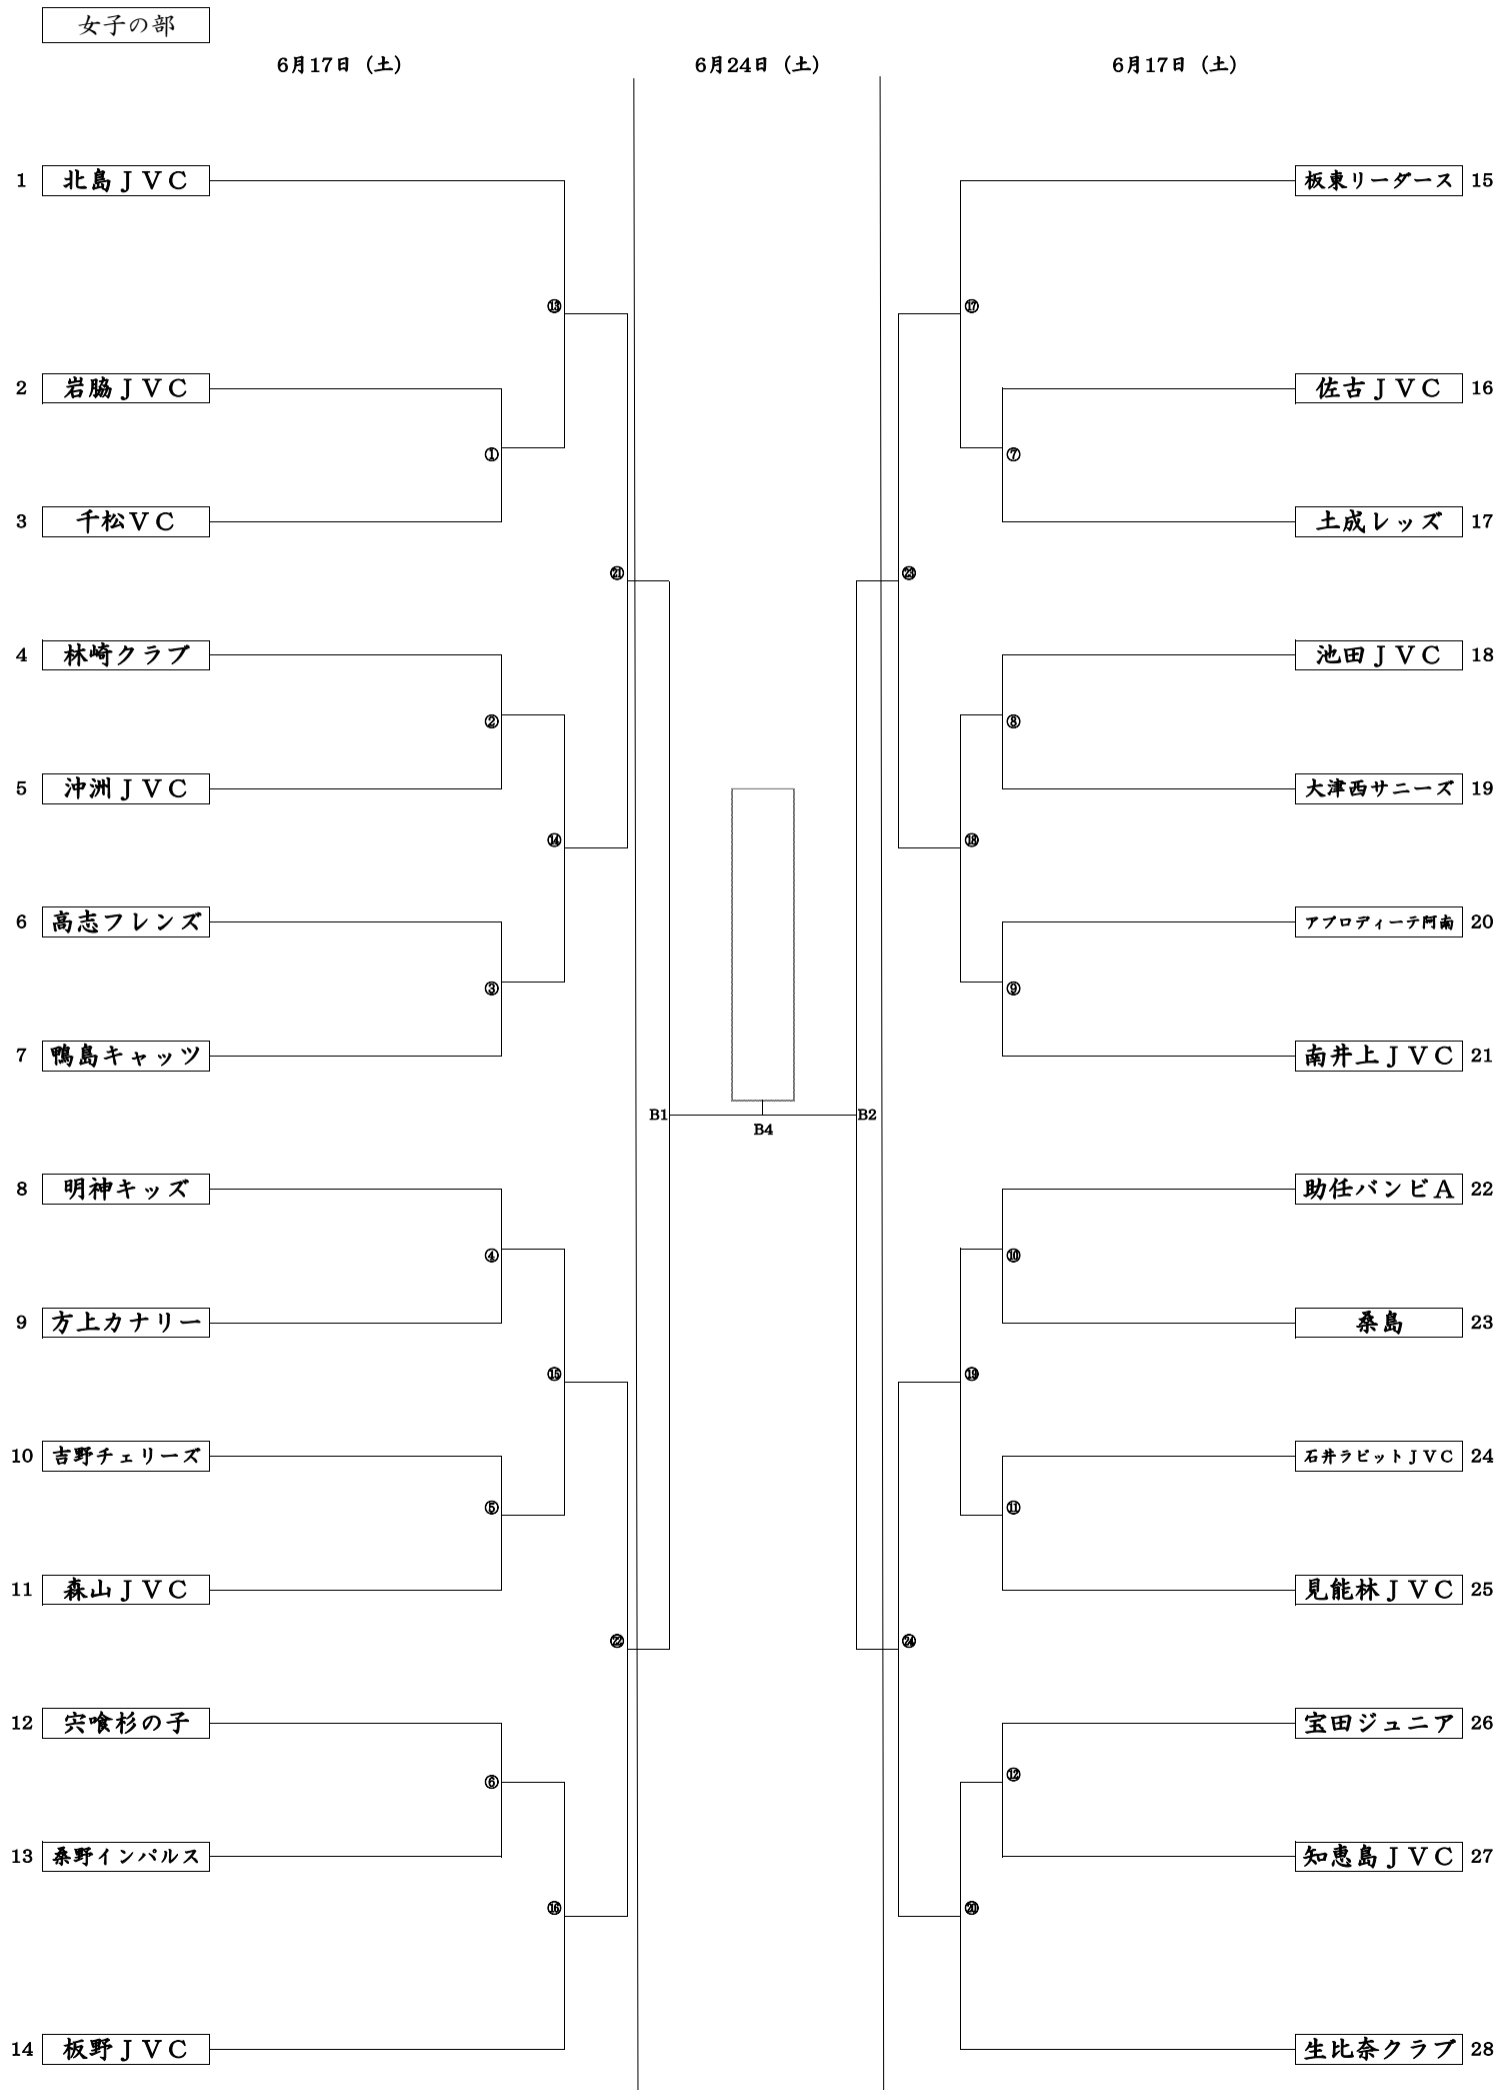 女子の部
6月17日（土）
6月24日（土）
6月17日（土）
1 北島ＪＶＣ
板東リーダース 15
⑬
⑰
2 岩脇ＪＶＣ
佐古ＪＶＣ 16
①
⑦
3 千松ＶＣ
土成レッズ 17
㉑
㉓
4 林崎クラブ
池田ＪＶＣ 18
②
⑧
5 沖洲ＪＶＣ
大津西サニーズ 19
⑭
⑱
6 高志フレンズ
アプロディーテ阿南 20
③
⑨
7 鴨島キャッツ
南井上ＪＶＣ 21
B1
B2
B4
8 明神キッズ
助任バンビＡ 22
④
⑩
9 方上カナリー
桑島 23
⑮
⑲
10 吉野チェリーズ
石井ラビットＪＶＣ 24
⑤
⑪
11 森山ＪＶＣ
見能林ＪＶＣ 25
㉒
㉔
12 宍喰杉の子
宝田ジュニア 26
⑥
⑫
13 桑野インパルス
知恵島ＪＶＣ 27
⑯
⑳
14 板野ＪＶＣ
生比奈クラブ 28